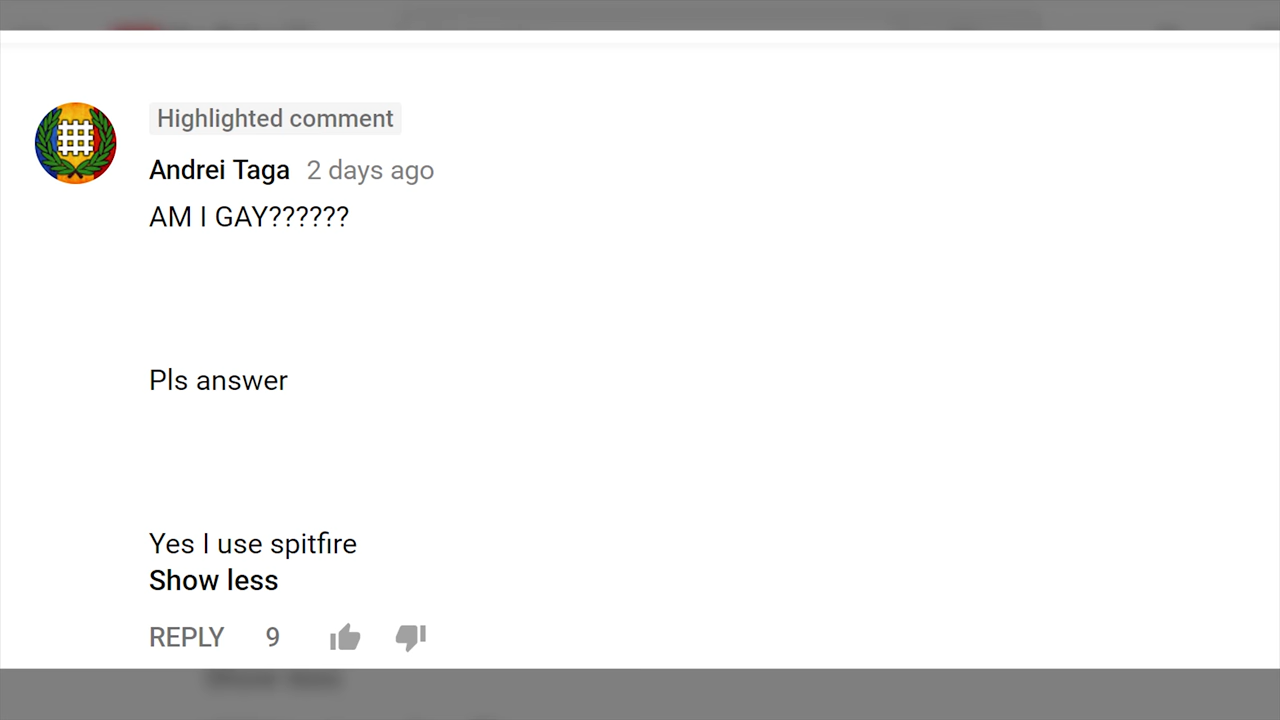 Highlighted comment
Andrei Taga 2 days ago
AM I GAY??????
Pls answer
Yes I use spitfire
Show less
REPLY 9